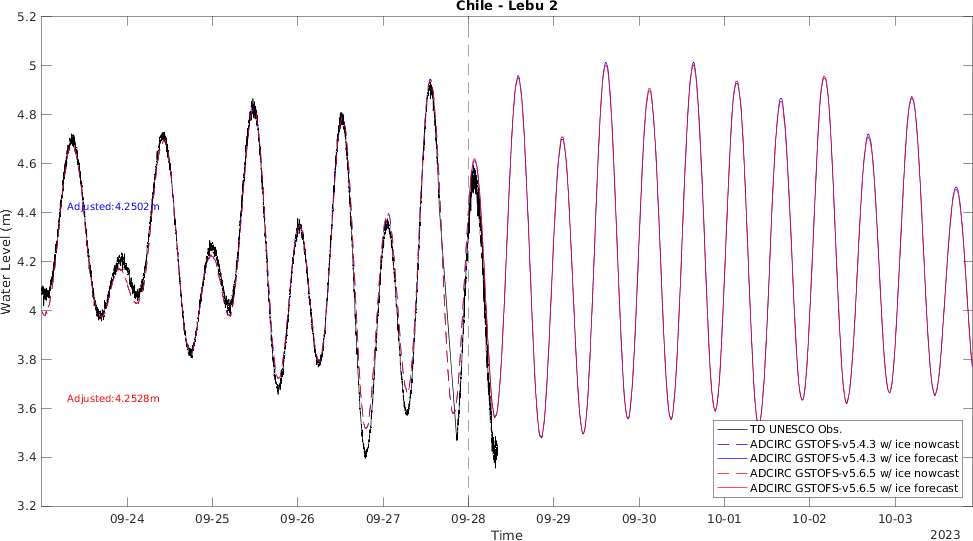 Chile - Lebu 2
5.2
5
4.8
4.6
4.4
4.2
4
3.8
3.6
3.4
3.2
Water Level (m)
Adjusted:4.2502m
Adjusted:4.2528m
TD UNESCO Obs.
ADCIRC GSTOFS-v5.4.3 w/ ice nowcast
ADCIRC GSTOFS-v5.4.3 w/ ice forecast
ADCIRC GSTOFS-v5.6.5 w/ ice nowcast
ADCIRC GSTOFS-v5.6.5 w/ ice forecast
09-24 09-25 09-26 09-27 09-28 09-29 09-30 10-01 10-02 10-03
Time
2023